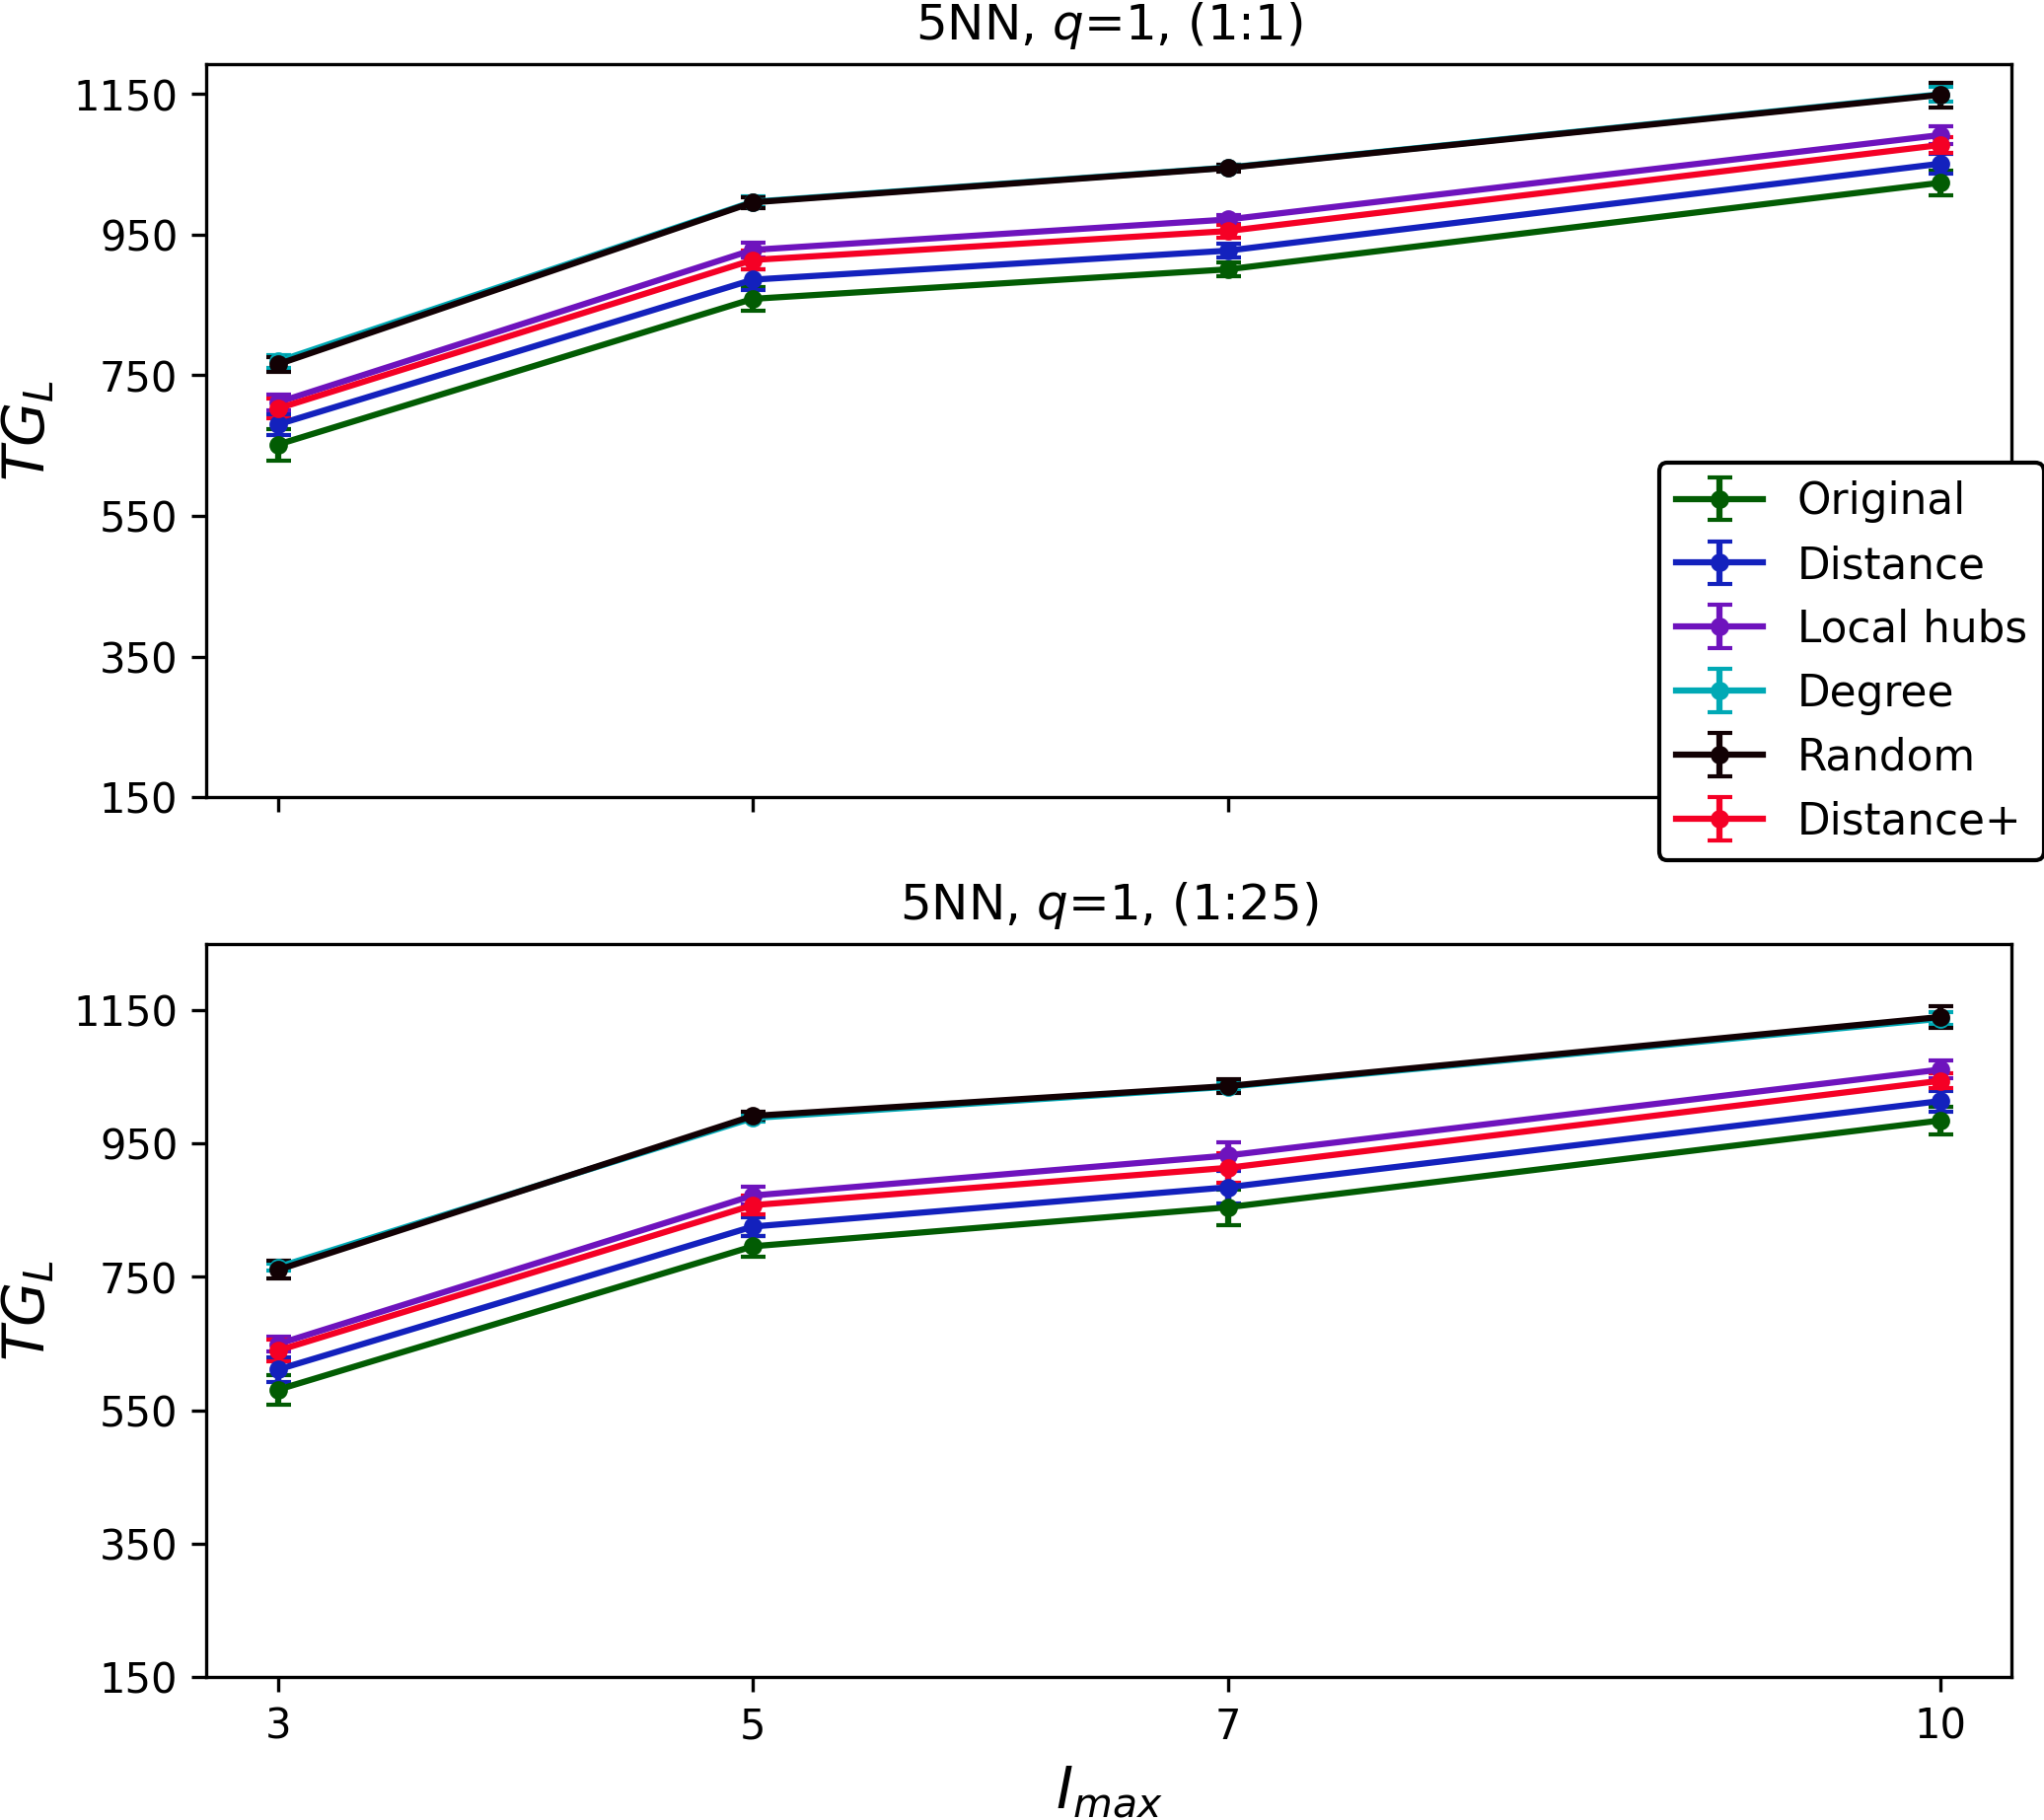 5NN, q=1, (1:1)
1150
950
750
550
350
150
TG_L
Original
Distance
Local hubs
Degree
Random
Distance+
5NN, q=1, (1:25)
1150
950
750
550
350
150
TG_L
3 5 7 10
I_max